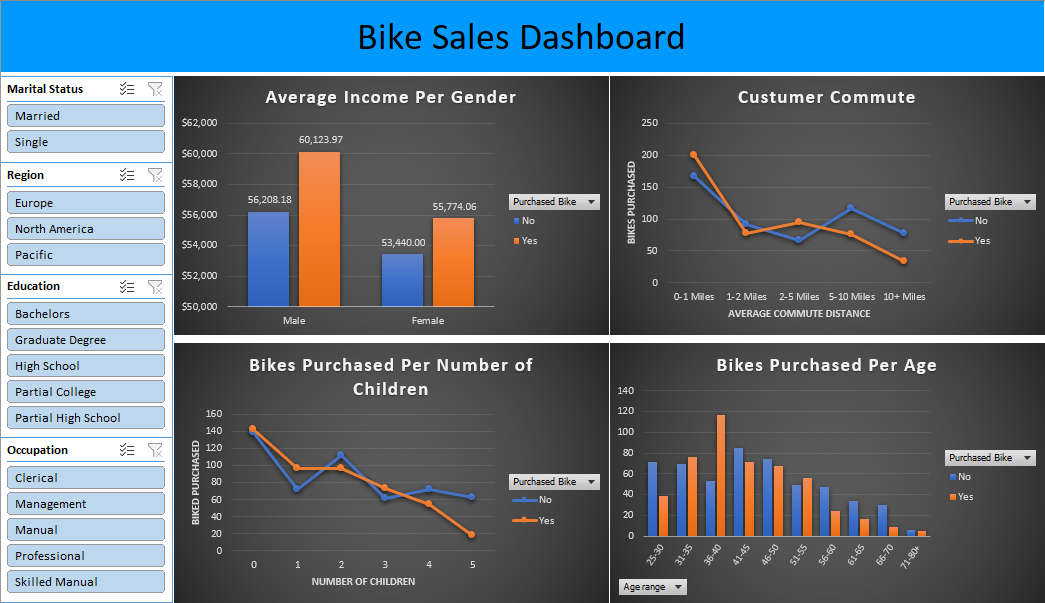 Bike Sales Dashboard
Marital Status
Married
Single
Region
Europe
North America
Pacific
Education
Bachelors
Graduate Degree
High School
Partial College
Partial High School
Occupation
Clerical
Management
Manual
Professional
Skilled Manual
Average Income Per Gender
$62,000
$60,000
$58,000
$56,000
$54,000
$52,000
$50,000
56,208.18
60,123.97
53,440.00
55,774.06
Male
Female
Purchased Bike
No
Yes
Custumer Commute
BIKES PURCHASED
250
200
150
100
50
0
0-1 Miles
1-2 Miles
2-5 Miles
5-10 Miles
10+ Miles
AVERAGE COMMUTE DISTANCE
Purchased Bike
No
Yes
Bikes Purchased Per Number of
Children
BIKED PURCHASED
160
140
120
100
80
60
40
20
0
0
1
2
3
4
5
NUMBER OF CHILDREN
Purchased Bike
No
Yes
Bikes Purchased Per Age
140
120
100
80
60
40
20
0
25-30
31-35
36-40
41-45
46-50
51-55
56-60
61-65
66-70
71-80+
Purchased Bike
No
Yes
Age range